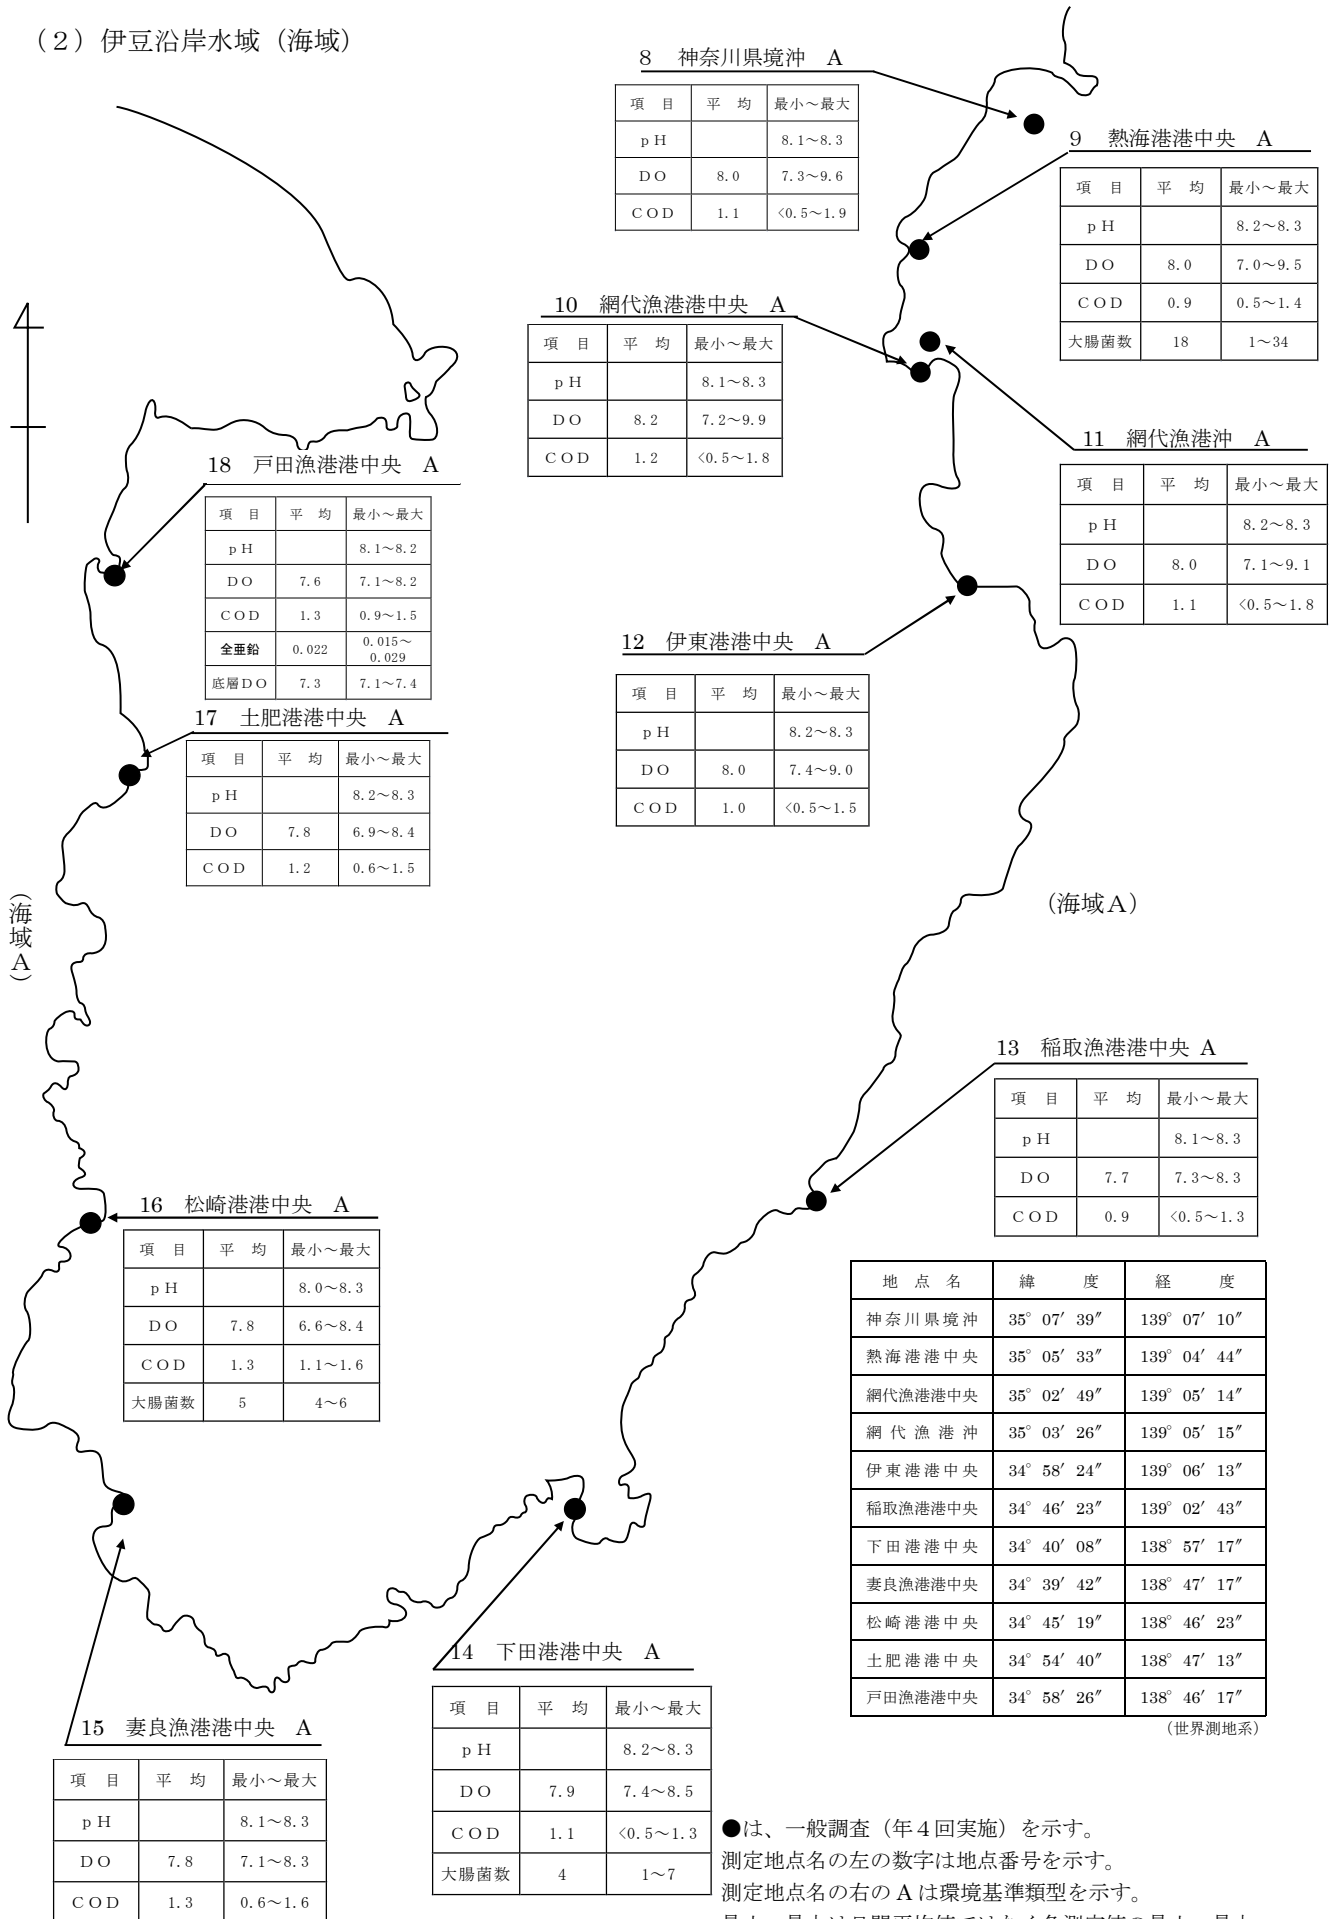 （2）伊豆沿岸水域（海域）
8 神奈川県境沖 A
項 目 平 均 最小～最大
pH 8.1～8.3
DO 8.0 7.3～9.6
COD 1.1 <0.5～1.9
9 熱海港港中央 A
項 目 平 均 最小～最大
pH 8.2～8.3
DO 8.0 7.0～9.5
COD 0.9 0.5～1.4
大腸菌数 18 1～34
10 網代漁港港中央 A
項 目 平 均 最小～最大
pH 8.1～8.3
DO 8.2 7.2～9.9
COD 1.2 <0.5～1.8
11 網代漁港沖 A
項 目 平 均 最小～最大
pH 8.2～8.3
DO 8.0 7.1～9.1
COD 1.1 <0.5～1.8
18 戸田漁港港中央 A
項 目 平 均 最小～最大
pH 8.1～8.2
DO 7.6 7.1～8.2
COD 1.3 0.9～1.5
全亜鉛 0.022 0.015～
0.029
底層DO 7.3 7.1～7.4
12 伊東港港中央 A
項 目 平 均 最小～最大
pH 8.2～8.3
DO 8.0 7.4～9.0
COD 1.0 <0.5～1.5
17 土肥港港中央 A
項 目 平 均 最小～最大
pH 8.2～8.3
DO 7.8 6.9～8.4
COD 1.2 0.6～1.5
（海域A）
（海域A）
13 稲取漁港港中央 A
項 目 平 均 最小～最大
pH 8.1～8.3
DO 7.7 7.3～8.3
COD 0.9 <0.5～1.3
16 松崎港港中央 A
項 目 平 均 最小～最大
pH 8.0～8.3
DO 7.8 6.6～8.4
COD 1.3 1.1～1.6
大腸菌数 5 4～6
地 点 名 緯 度 経 度
神奈川県境沖 35° 07′ 39″ 139° 07′ 10″
熱海港港中央 35° 05′ 33″ 139° 04′ 44″
網代漁港港中央 35° 02′ 49″ 139° 05′ 14″
網代漁港沖 35° 03′ 26″ 139° 05′ 15″
伊東港港中央 34° 58′ 24″ 139° 06′ 13″
稲取漁港港中央 34° 46′ 23″ 139° 02′ 43″
下田港港中央 34° 40′ 08″ 138° 57′ 17″
妻良漁港港中央 34° 39′ 42″ 138° 47′ 17″
松崎港港中央 34° 45′ 19″ 138° 46′ 23″
土肥港港中央 34° 54′ 40″ 138° 47′ 13″
戸田漁港港中央 34° 58′ 26″ 138° 46′ 17″
（世界測地系）
14 下田港港中央 A
項 目 平 均 最小～最大
pH 8.2～8.3
DO 7.9 7.4～8.5
COD 1.1 <0.5～1.3
大腸菌数 4 1～7
15 妻良漁港港中央 A
項 目 平 均 最小～最大
pH 8.1～8.3
DO 7.8 7.1～8.3
COD 1.3 0.6～1.6
●は、一般調査（年４回実施）を示す。
測定地点名の左の数字は地点番号を示す。
測定地点名の右の A は環境基準類型を示す。